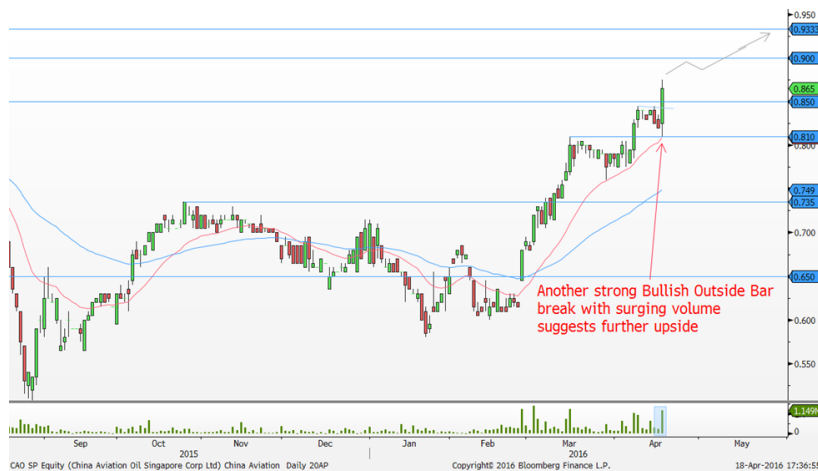 0.950
0.9333
0.900
0.865
0.850
0.810
0.800
0.749
0.735
0.700
0.650
Another strong Bullish Outside Bar
break with surging volume
suggests further upside
0.600
0.550
1.149M
0
Sep Oct Nov Dec Jan Feb Mar Apr May
2015 2016
CAO SP Equity (China Aviation Oil Singapore Corp Ltd) China Aviation Daily 20AP Copyright© 2016 Bloomberg Finance L.P. 18-Apr-2016 17:36:55